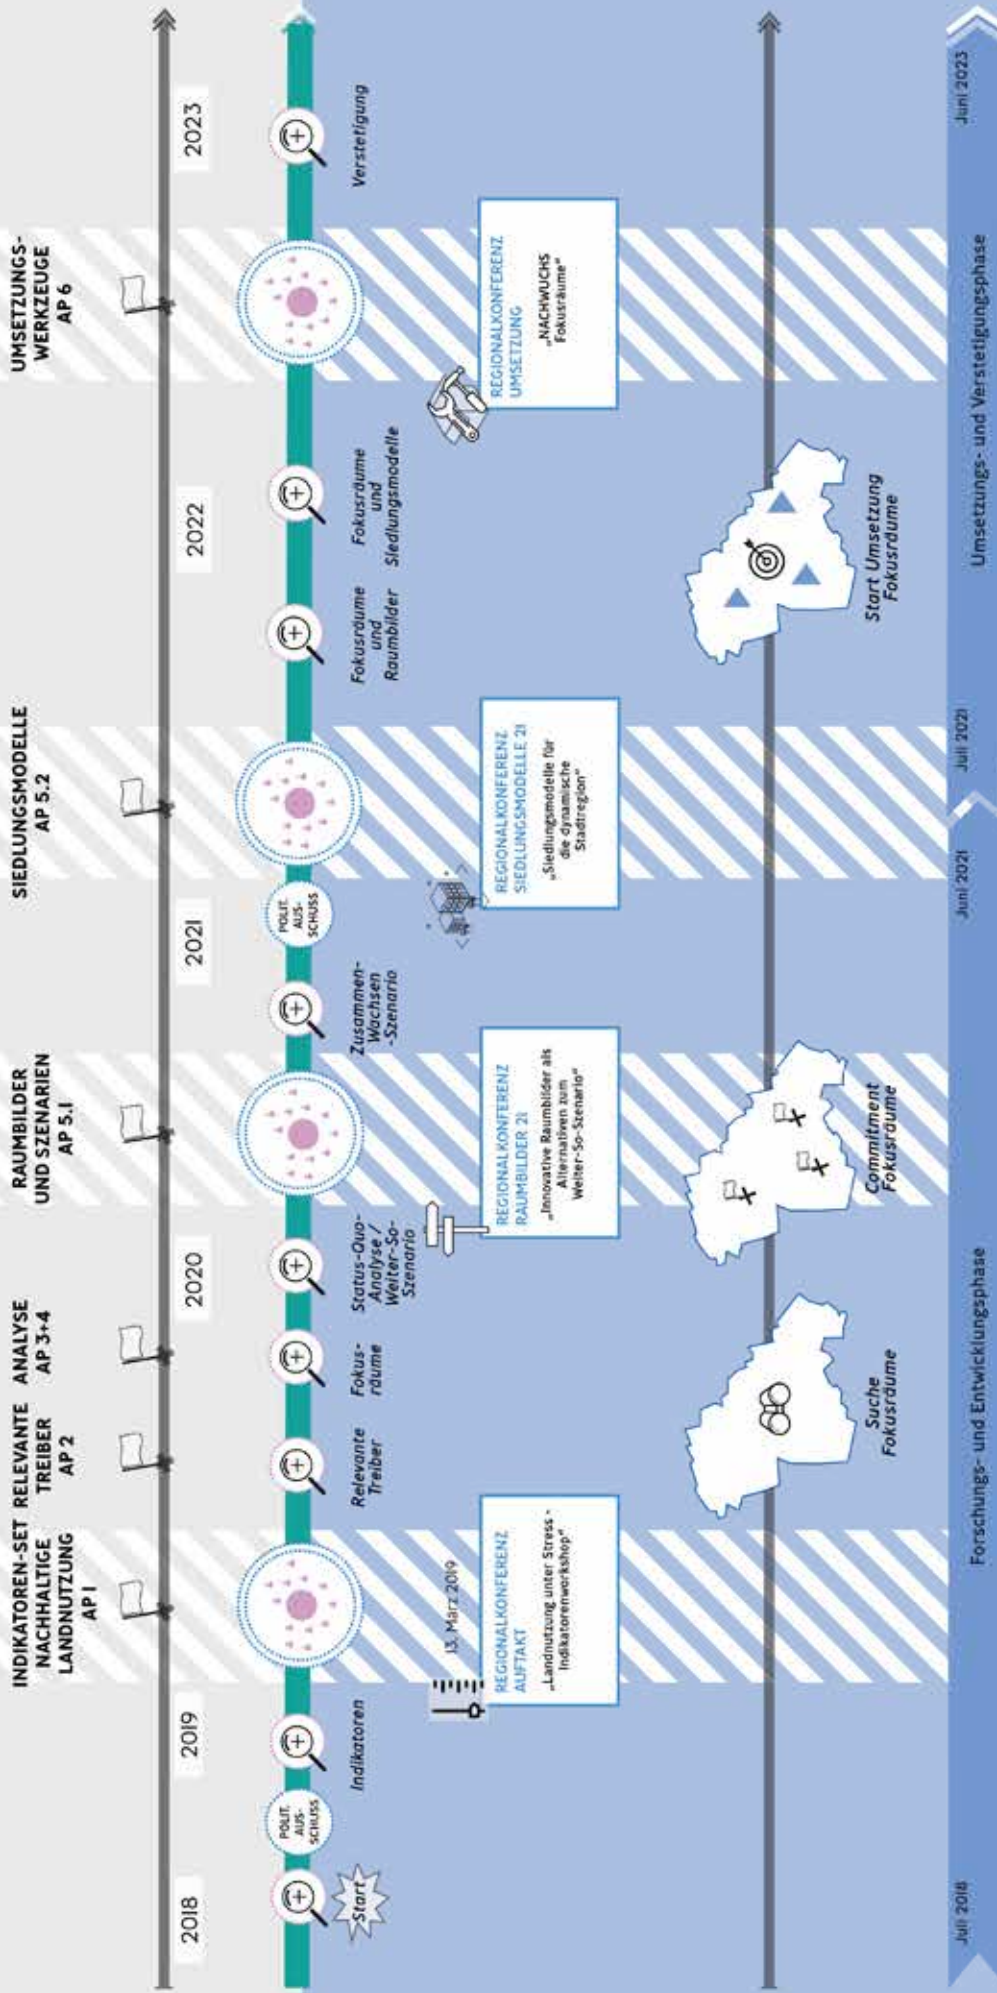 INDIKATOREN-SET
NACHHALTIGE
LANDNUTZUNG
AP 1
RELEVANTE
TREIBER
AP 2
ANALYSE
AP 3+4
RAUMBILDER
UND SZENARIEN
AP 5.1
SIEDLUNGSMODELLE
AP 5.2
UMSETZUNGS-
WERKZEUGE
AP 6
2018
2019
2020
2021
2022
2023
Start
POLIT.
AUS-
SCHUSS
Indikatoren
Relevante
Treiber
Fokus-
räume
Status-Quo-
Analyse /
Weiter-So-
Szenario
Zusammen-
Wachsen
-Szenario
POLIT.
AUS-
SCHUSS
Fokusräume
und
Raumbilder
Fokusräume
und
Siedlungsmodelle
Verstetigung
13. März 2019
REGIONALKONFERENZ
AUFTAKT
„Landnutzung unter Stress -
Indikatorenworkshop“
REGIONALKONFERENZ
RAUMBILDER 21
„Innovative Raumbilder als
Alternativen zum
Weiter-So-Szenario“
REGIONALKONFERENZ
SIEDLUNGSMODELLE 21
„Siedlungsmodelle für
die dynamische
Stadtregion“
REGIONALKONFERENZ
UMSETZUNG
„NACHWUCHS
Fokusräume“
Suche
Fokusräume
Commitment
Fokusräume
Start Umsetzung
Fokusräume
Juli 2018
Forschungs- und Entwicklungsphase
Juni 2021
Juli 2021
Umsetzungs- und Verstetigungsphase
Juni 2023